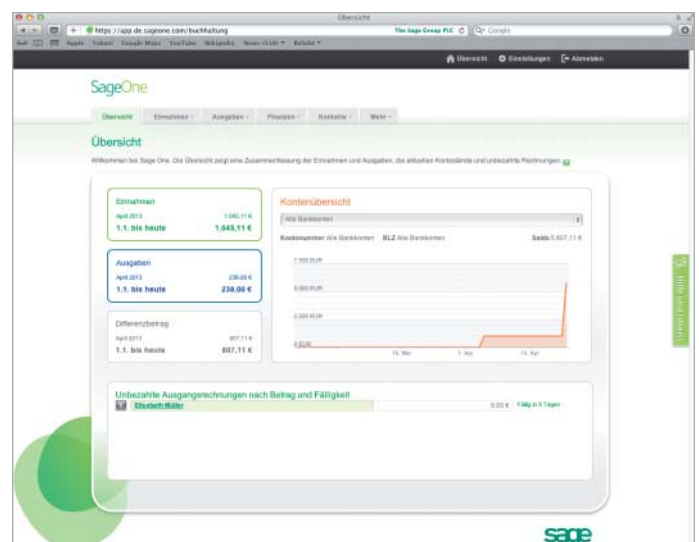 Übersicht
https://app.de.sageone.com/buchhaltung
The Sage Group PLC
Google
Apple Yahoo! Google Maps YouTube Wikipedia News Beliebt
Übersicht Einstellungen Abmelden
SageOne
Übersicht Einnahmen Ausgaben Finanzen Kontakte Mehr
Übersicht
Willkommen bei Sage One. Die Übersicht zeigt eine Zusammenfassung der Einnahmen und Ausgaben, die aktuellen Kontostände und unbezahlte Rechnungen.
Einnahmen
April 2013 1.045,11 €
1.1. bis heute 1.045,11 €
Ausgaben
April 2013 238,00 €
1.1. bis heute 238,00 €
Differenzbetrag
April 2013 807,11 €
1.1. bis heute 807,11 €
Kontenübersicht
Alle Bankkonten
Kontonummer Alle Bankkonten BLZ Alle Bankkonten Saldo 5.807,11 €
7.500 EUR
5.000 EUR
2.500 EUR
0 EUR
1. Apr 15. Apr
Hilfe und Ideen!
Unbezahlte Ausgangsrechnungen nach Betrag und Fälligkeit
Elisabeth Müller Fällig in 5 Tagen
sage